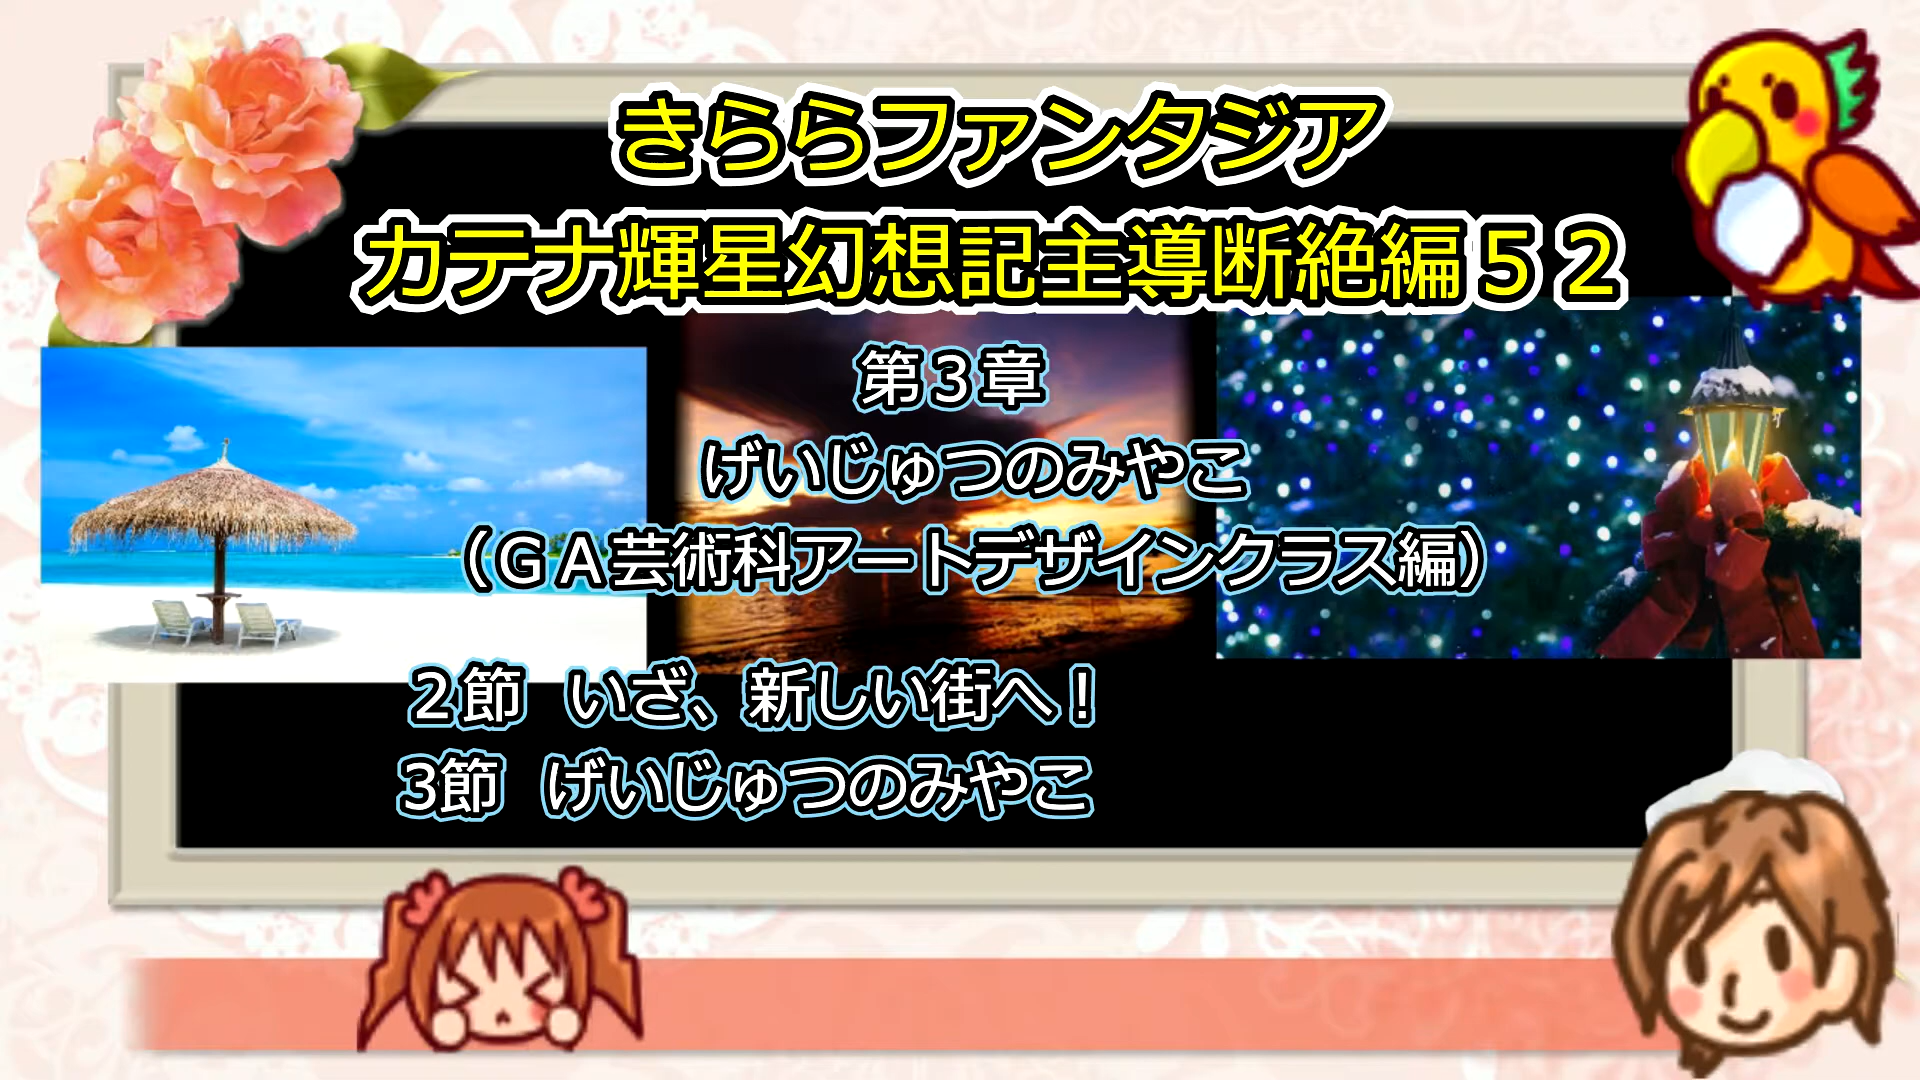 きららファンタジア
カテナ輝星幻想記主導断絶編５２
第３章
げいじゅつのみやこ
（ＧＡ芸術科アートデザインクラス編）
２節　いざ、新しい街へ！
3節　げいじゅつのみやこ